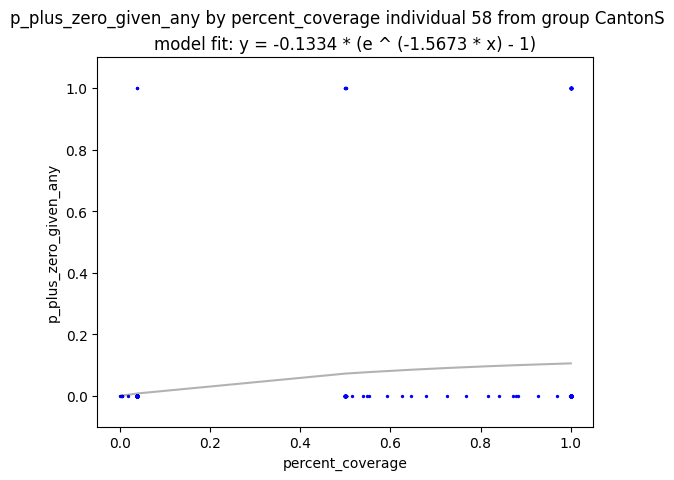 p_plus_zero_given_any by percent_coverage individual 58 from group CantonS
model fit: y = -0.1334 * (e ^ (-1.5673 * x) - 1)
1.0
0.8
0.6
0.4
0.2
0.0
p_plus_zero_given_any
0.0 0.2 0.4 0.6 0.8 1.0
percent_coverage